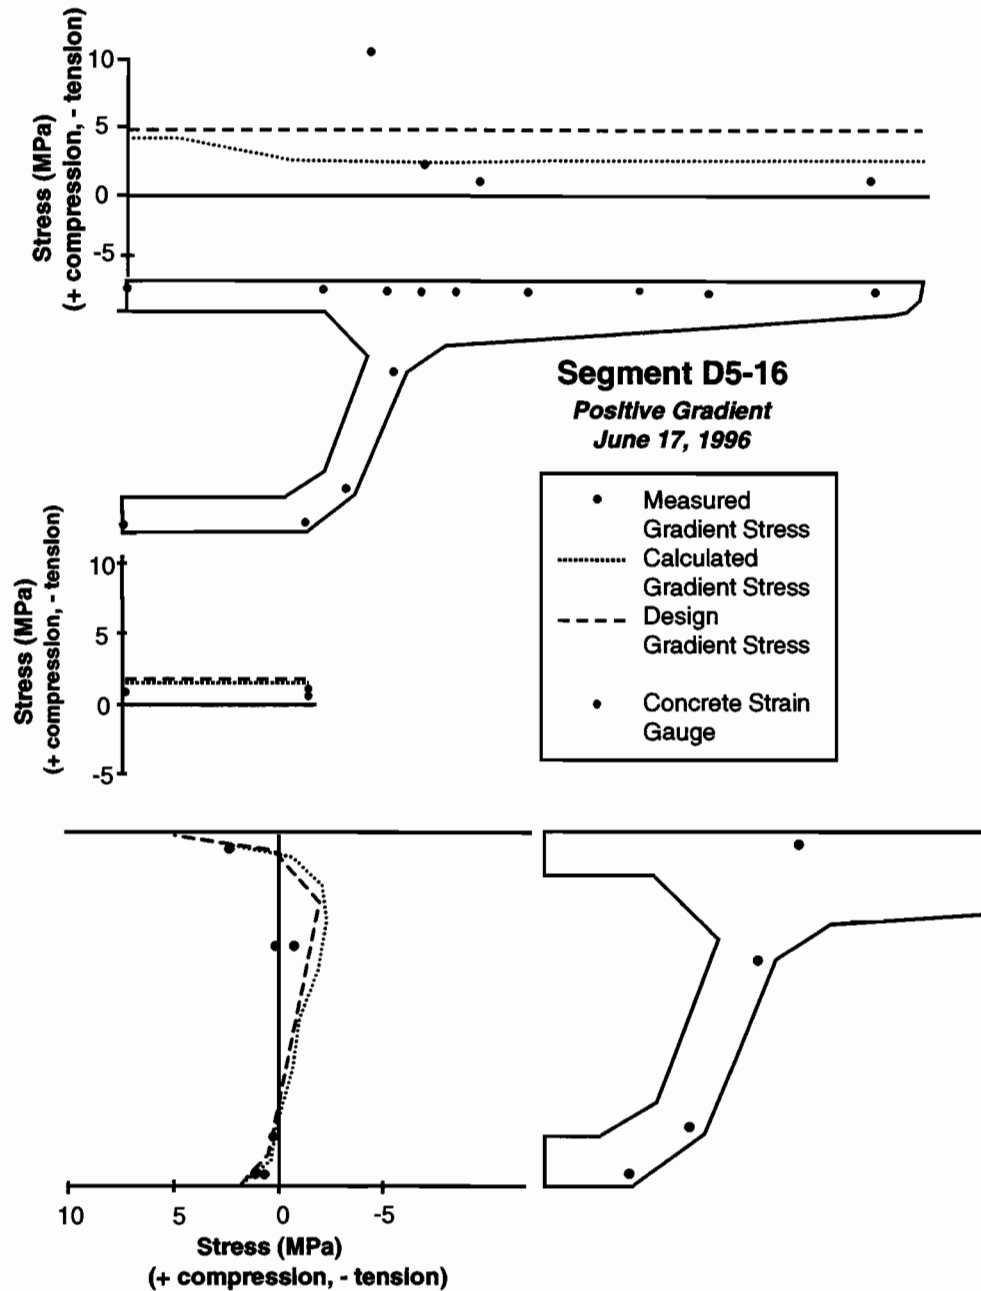 Stress (MPa)
(+ compression, - tension)
10
5
0
-5
Segment D5-16
Positive Gradient
June 17, 1996
Measured
Gradient Stress
Calculated
Gradient Stress
Design
Gradient Stress
Concrete Strain
Gauge
Stress (MPa)
(+ compression, - tension)
10
5
0
-5
10
5
0
-5
Stress (MPa)
(+ compression, - tension)